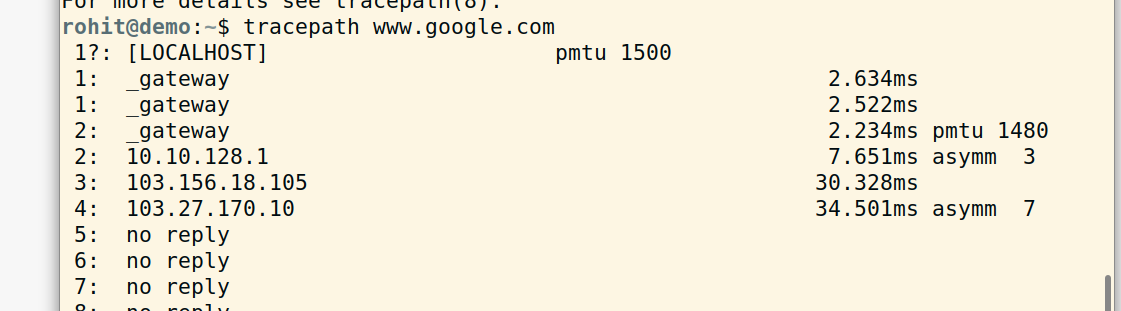 For more details see tracepath(8).
rohit@demo:~$ tracepath www.google.com
1?: [LOCALHOST] pmtu 1500
1: _gateway 2.634ms
1: _gateway 2.522ms
2: _gateway 2.234ms pmtu 1480
2: 10.10.128.1 7.651ms asymm 3
3: 103.156.18.105 30.328ms
4: 103.27.170.10 34.501ms asymm 7
5: no reply
6: no reply
7: no reply
8: no reply